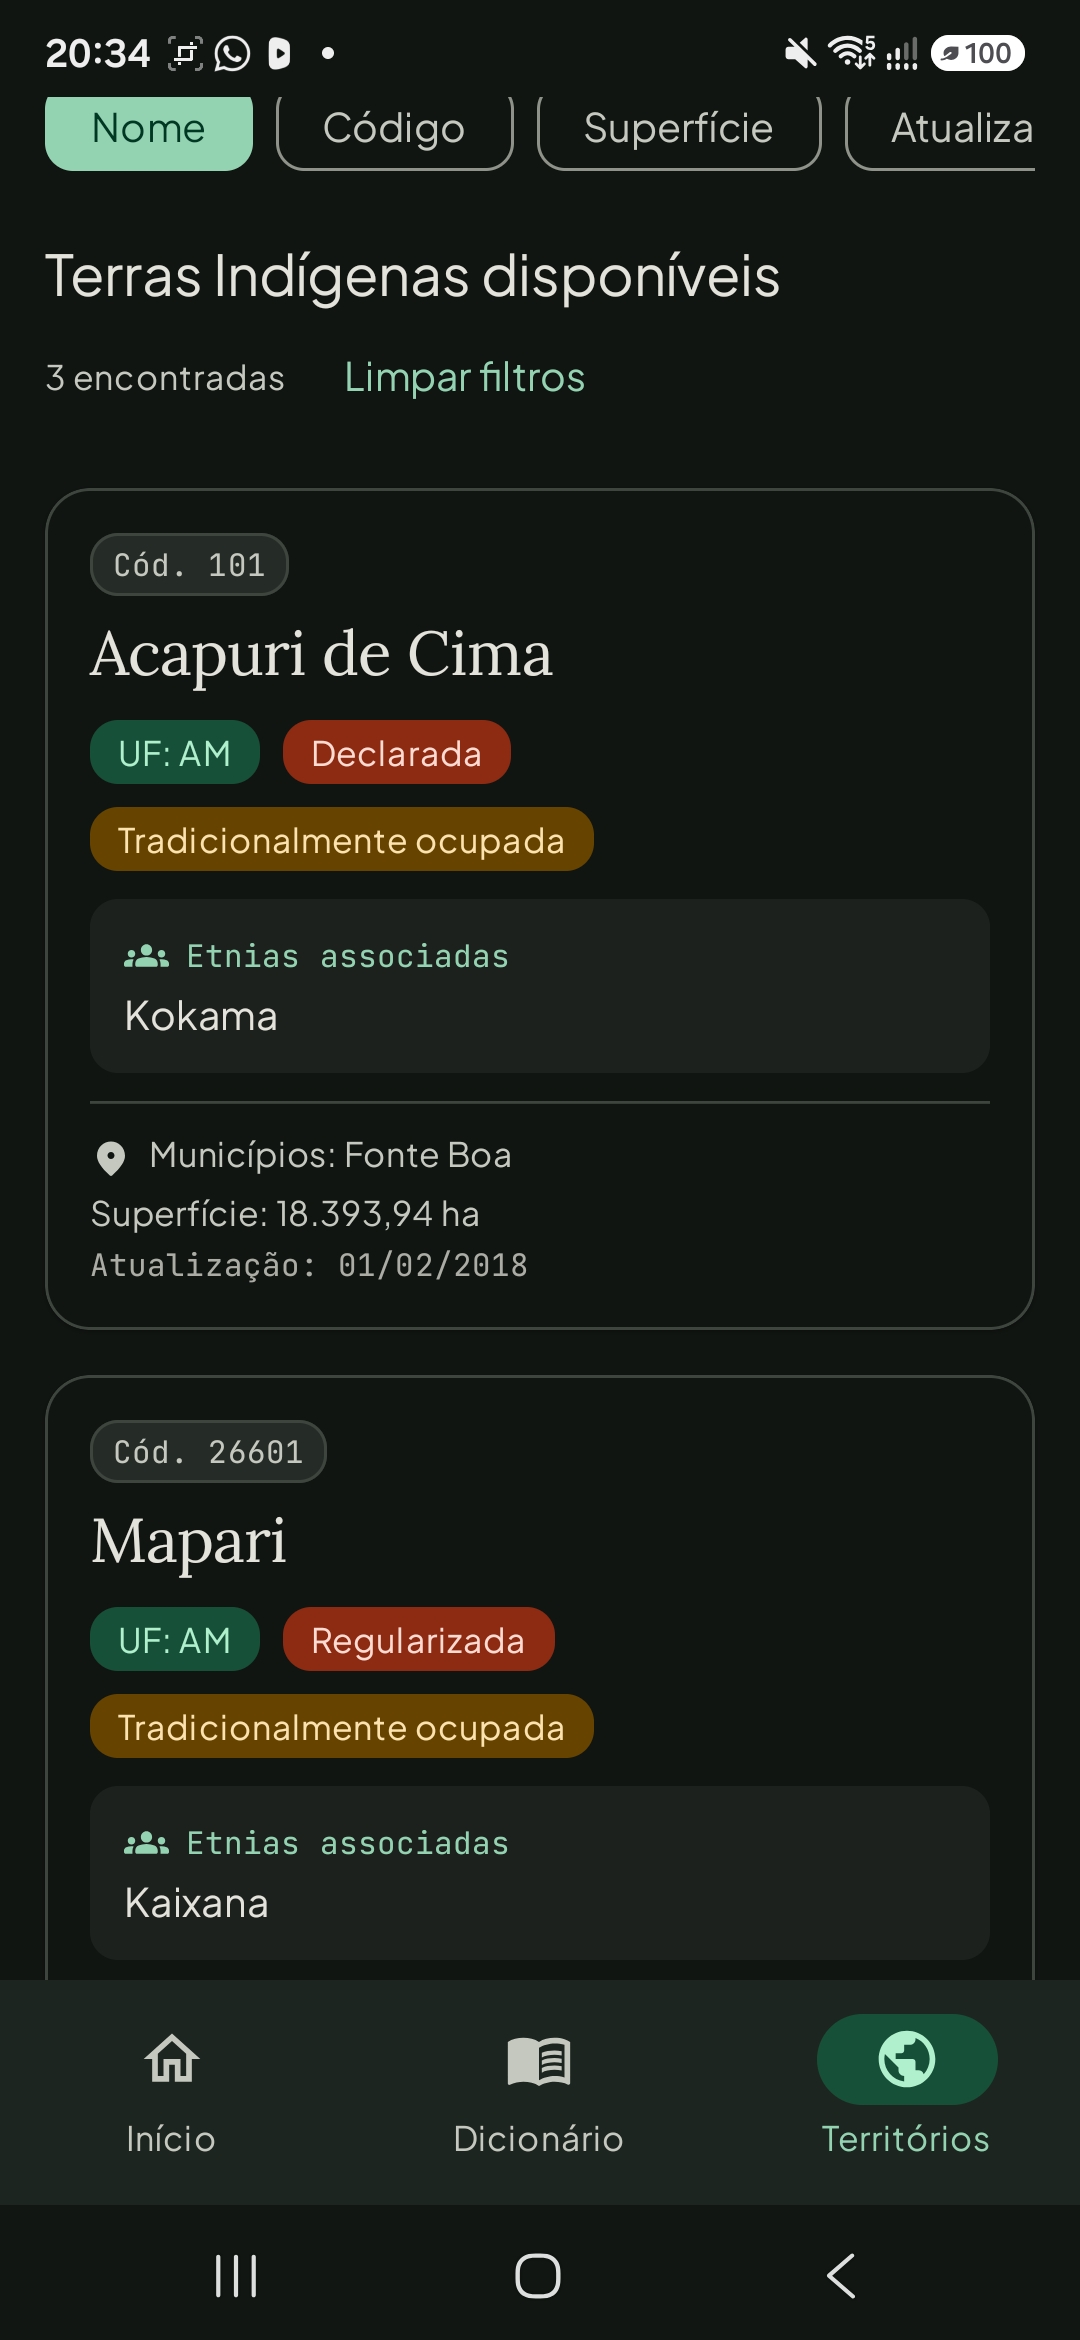 20:34
5
100
Nome
Código
Superfície
Atualiza
Terras Indígenas disponíveis
3 encontradas
Limpar filtros
Cód. 101
Acapuri de Cima
UF: AM
Declarada
Tradicionalmente ocupada
Etnias associadas
Kokama
Municípios: Fonte Boa
Superfície: 18.393,94 ha
Atualização: 01/02/2018
Cód. 26601
Mapari
UF: AM
Regularizada
Tradicionalmente ocupada
Etnias associadas
Kaixana
Início
Dicionário
Territórios